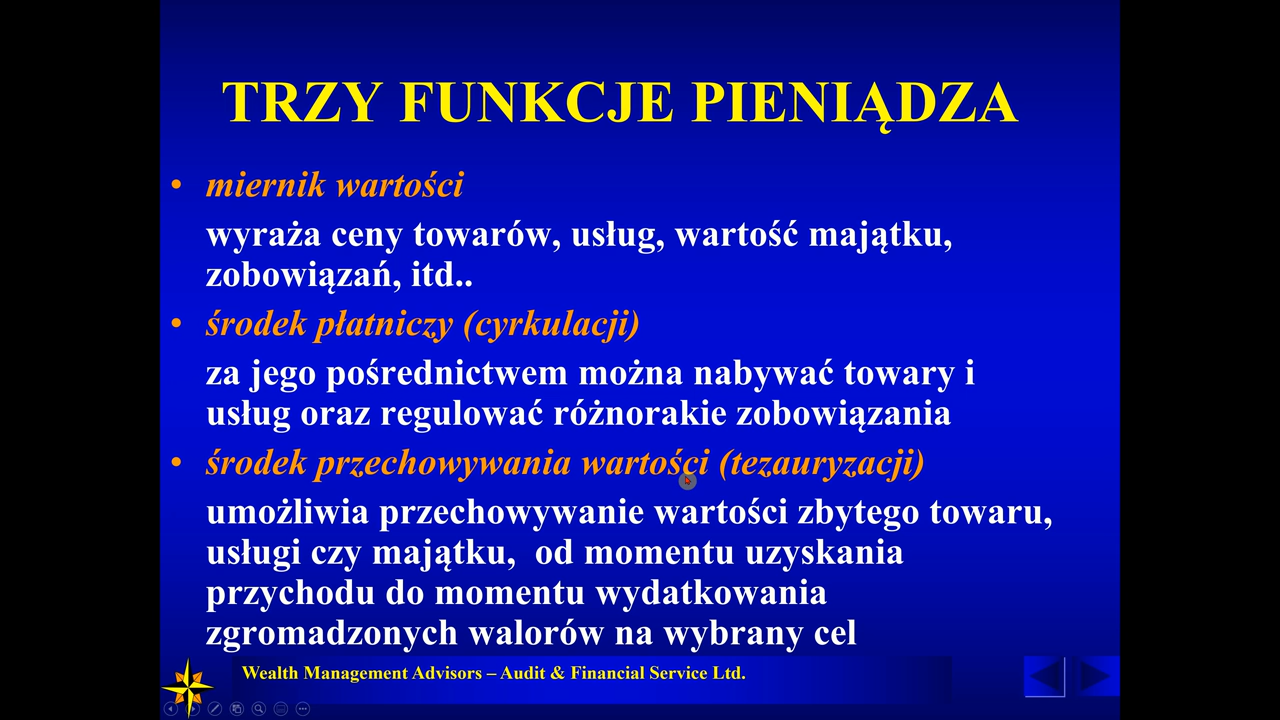 TRZY FUNKCJE PIENIĄDZA
• miernik wartości
wyraża ceny towarów, usług, wartość majątku,
zobowiązań, itd..
• środek płatniczy (cyrkulacji)
za jego pośrednictwem można nabywać towary i
usług oraz regulować różnorakie zobowiązania
• środek przechowywania wartości (tezauryzacji)
umożliwia przechowywanie wartości zbytego towaru,
usługi czy majątku, od momentu uzyskania
przychodu do momentu wydatkowania
zgromadzonych walorów na wybrany cel
Wealth Management Advisors – Audit & Financial Service Ltd.